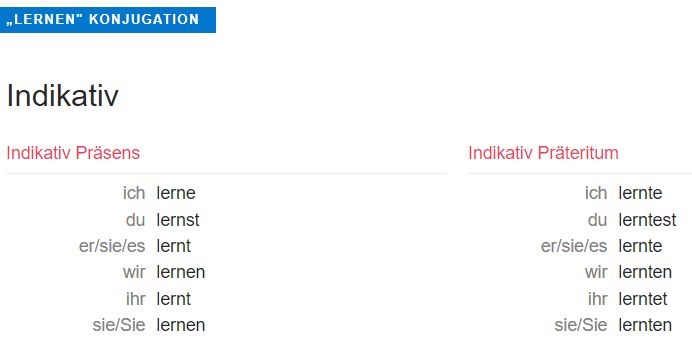 „LERNEN" KONJUGATION
Indikativ
Indikativ Präsens
ich lerne
du lernst
er/sie/es lernt
wir lernen
ihr lernt
sie/Sie lernen
Indikativ Präteritum
ich lernte
du lerntest
er/sie/es lernte
wir lernten
ihr lerntet
sie/Sie lernten